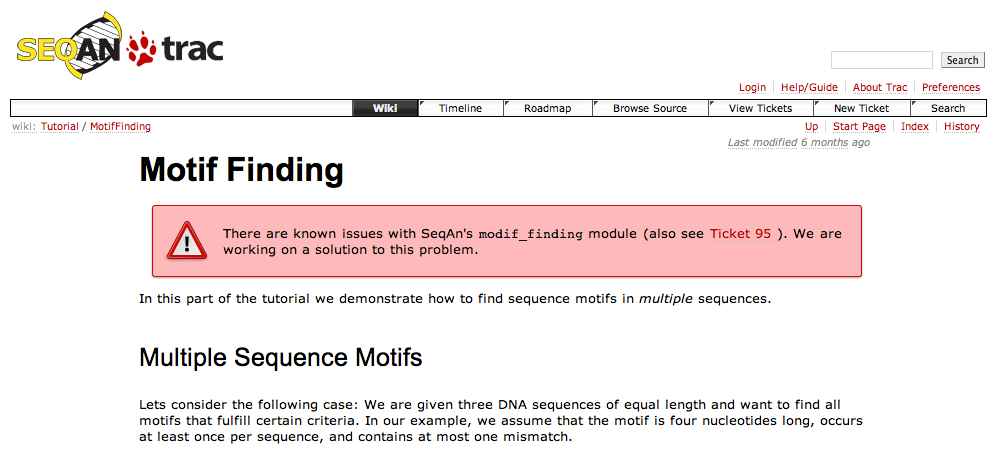 SEQAN trac
Search
Login Help/Guide About Trac Preferences
Wiki Timeline Roadmap Browse Source View Tickets New Ticket Search
wiki: Tutorial / MotifFinding
Up Start Page Index History
Last modified 6 months ago
Motif Finding
There are known issues with SeqAn's modif_finding module (also see Ticket 95 ). We are
working on a solution to this problem.
In this part of the tutorial we demonstrate how to find sequence motifs in multiple sequences.
Multiple Sequence Motifs
Lets consider the following case: We are given three DNA sequences of equal length and want to find all
motifs that fulfill certain criteria. In our example, we assume that the motif is four nucleotides long, occurs
at least once per sequence, and contains at most one mismatch.